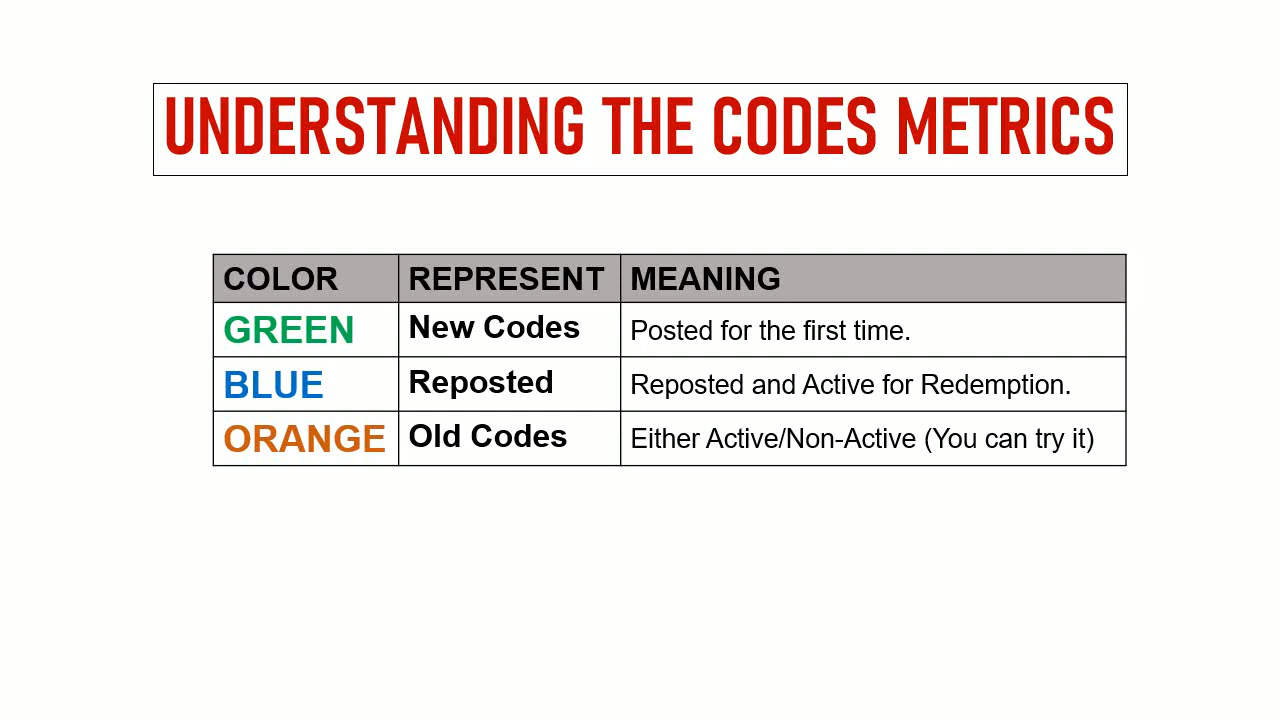 UNDERSTANDING THE CODES METRICS
COLOR REPRESENT MEANING
GREEN New Codes Posted for the first time.
BLUE Reposted Reposted and Active for Redemption.
ORANGE Old Codes Either Active/Non-Active (You can try it)